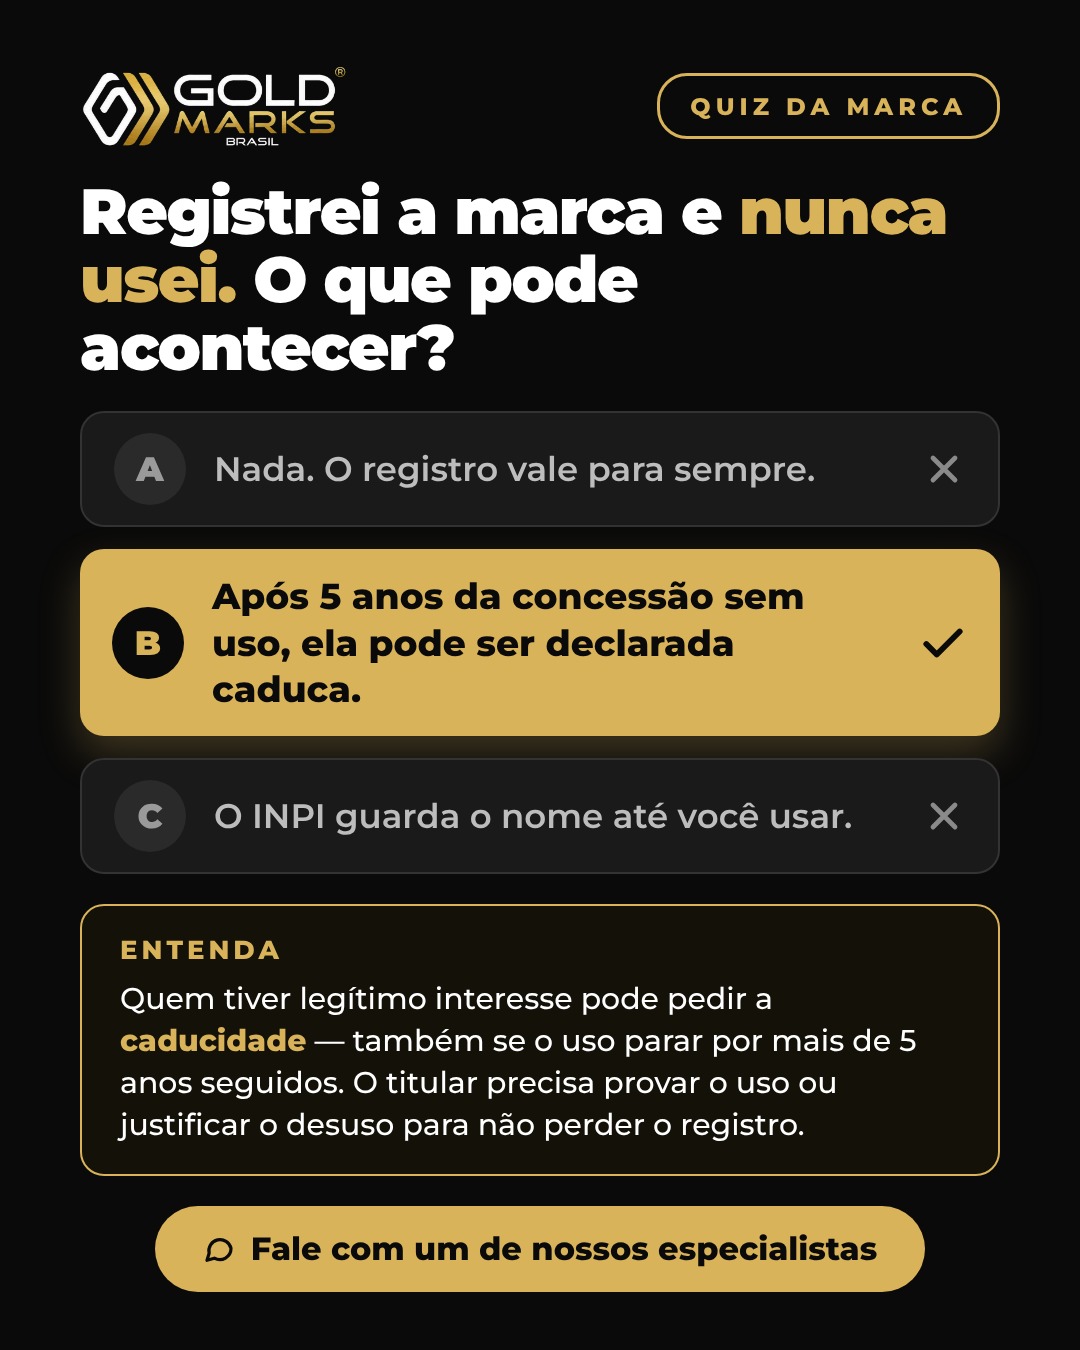 GOLD
MARKS
BRASIL
®
QUIZ DA MARCA
Registrei a marca e nunca
usei. O que pode
acontecer?
A
Nada. O registro vale para sempre.
B
Após 5 anos da concessão sem
uso, ela pode ser declarada
caduca.
C
O INPI guarda o nome até você usar.
ENTENDA
Quem tiver legítimo interesse pode pedir a
caducidade — também se o uso parar por mais de 5
anos seguidos. O titular precisa provar o uso ou
justificar o desuso para não perder o registro.
Fale com um de nossos especialistas